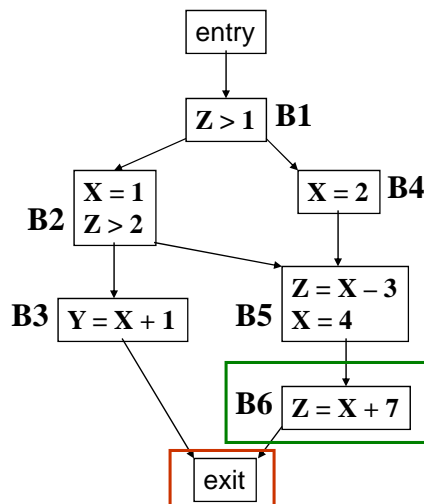 entry
Z > 1 B1
X = 1
Z > 2
B2
X = 2 B4
B3 Y = X + 1
Z = X – 3
X = 4
B5
B6 Z = X + 7
exit